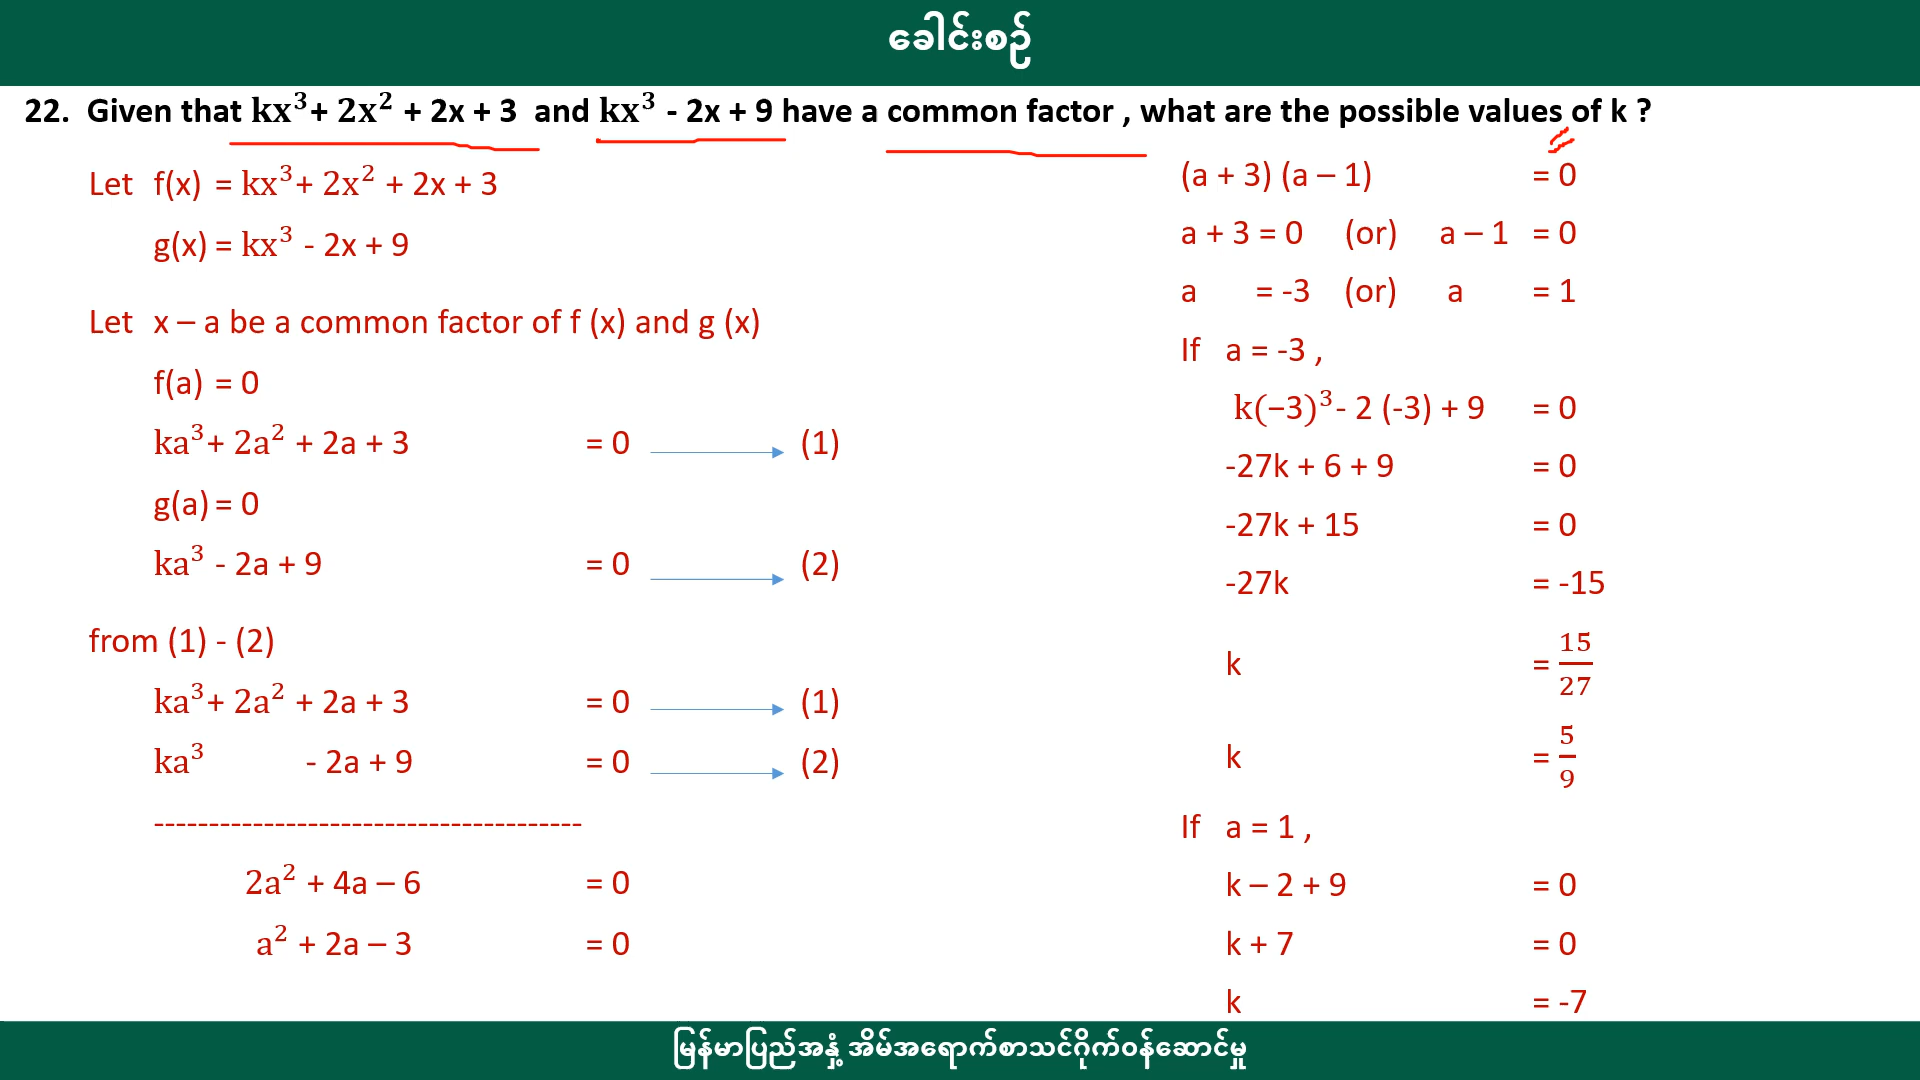 ခေါင်းစဉ်
22. Given that kx³+ 2x² + 2x + 3 and kx³ - 2x + 9 have a common factor , what are the possible values of k ?
Let f(x) = kx³+ 2x² + 2x + 3
g(x) = kx³ - 2x + 9
Let x – a be a common factor of f (x) and g (x)
f(a) = 0
ka³+ 2a² + 2a + 3 = 0 (1)
g(a) = 0
ka³ - 2a + 9 = 0 (2)
from (1) - (2)
ka³+ 2a² + 2a + 3 = 0 (1)
ka³ - 2a + 9 = 0 (2)
---------------------------------------
2a² + 4a – 6 = 0
a² + 2a – 3 = 0
(a + 3) (a – 1) = 0
a + 3 = 0 (or) a – 1 = 0
a = -3 (or) a = 1
If a = -3 ,
k(−3)³- 2 (-3) + 9 = 0
-27k + 6 + 9 = 0
-27k + 15 = 0
-27k = -15
k = 15/27
k = 5/9
If a = 1 ,
k – 2 + 9 = 0
k + 7 = 0
k = -7
မြန်မာပြည်အနှံ့ အိမ်အရောက်စာသင်ဂိုက်ဝန်ဆောင်မှု